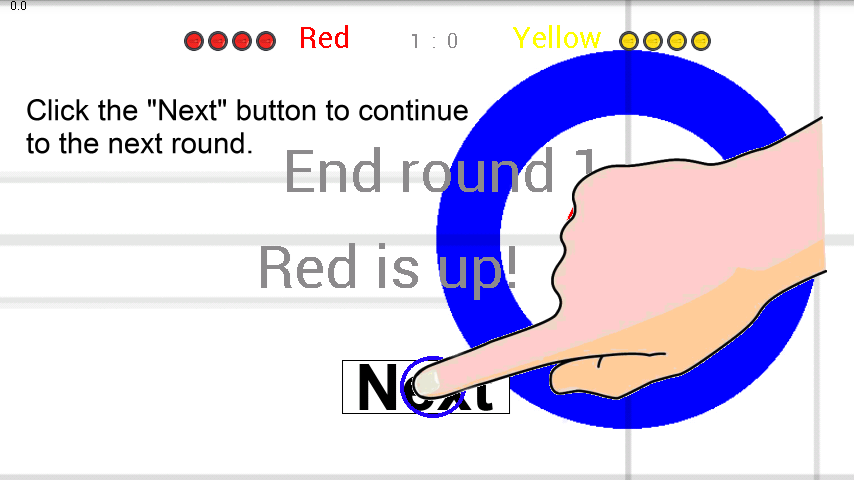 0.0
Red 1 : 0 Yellow
Click the "Next" button to continue
to the next round.
End round 1
Red is up!
Next